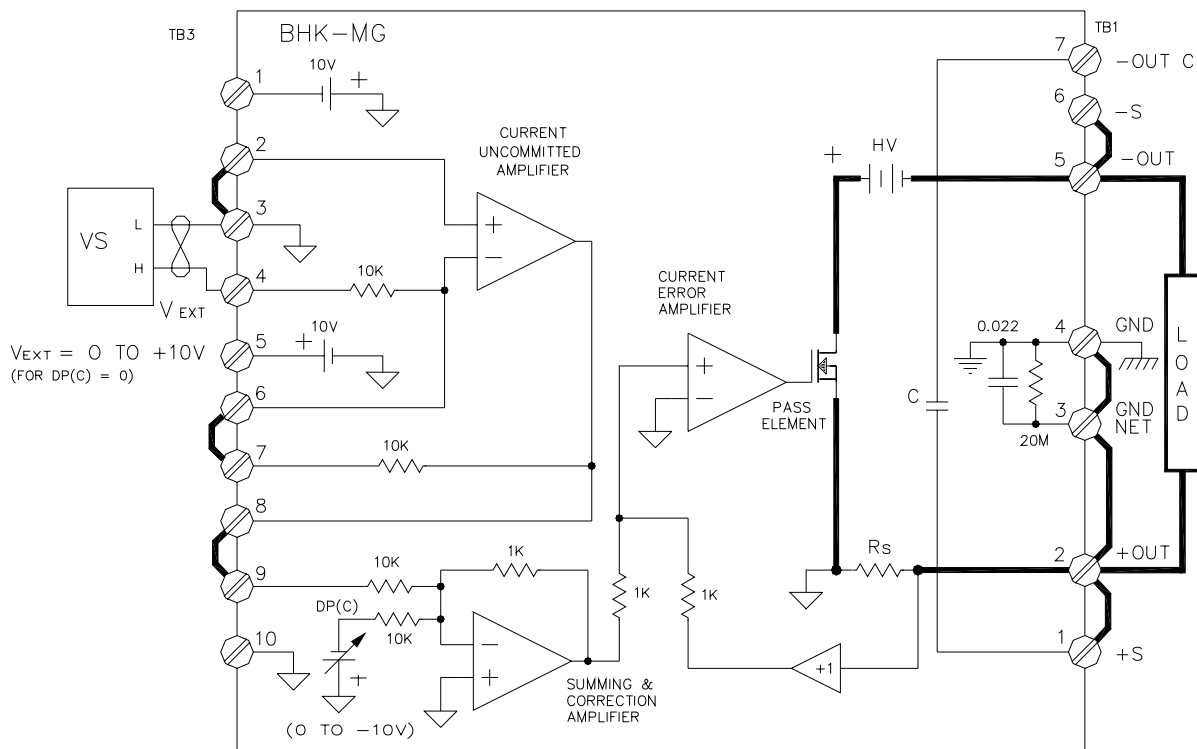 TB3
BHK-MG
TB1
1
10V
+
2
3
CURRENT
UNCOMMITTED
AMPLIFIER
+
−
VS
L
H
4
10K
V EXT
VEXT = 0 TO +10V
(FOR DP(C) = 0)
5
+
10V
6
7
10K
8
9
10K
1K
DP(C)
10K
+
(0 TO -10V)
10
−
+
SUMMING &
CORRECTION
AMPLIFIER
1K
1K
+1
CURRENT
ERROR
AMPLIFIER
+
−
PASS
ELEMENT
+
HV
Rs
C
7
-OUT C
6
-S
5
-OUT
0.022
20M
4
GND
3
GND
NET
2
+OUT
1
+S
LOAD